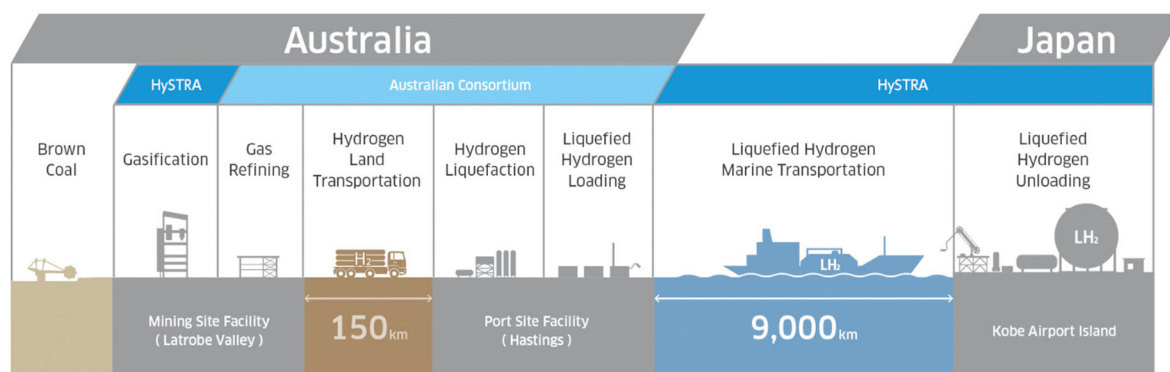 Australia
Japan
HySTRA
Australian Consortium
HySTRA
Brown
Coal
Gasification
Gas
Refining
Hydrogen
Land
Transportation
Hydrogen
Liquefaction
Liquefied
Hydrogen
Loading
Liquefied Hydrogen
Marine Transportation
Liquefied
Hydrogen
Unloading
H₂
LH₂
LH₂
Mining Site Facility
( Latrobe Valley )
150km
Port Site Facility
( Hastings )
9,000km
Kobe Airport Island